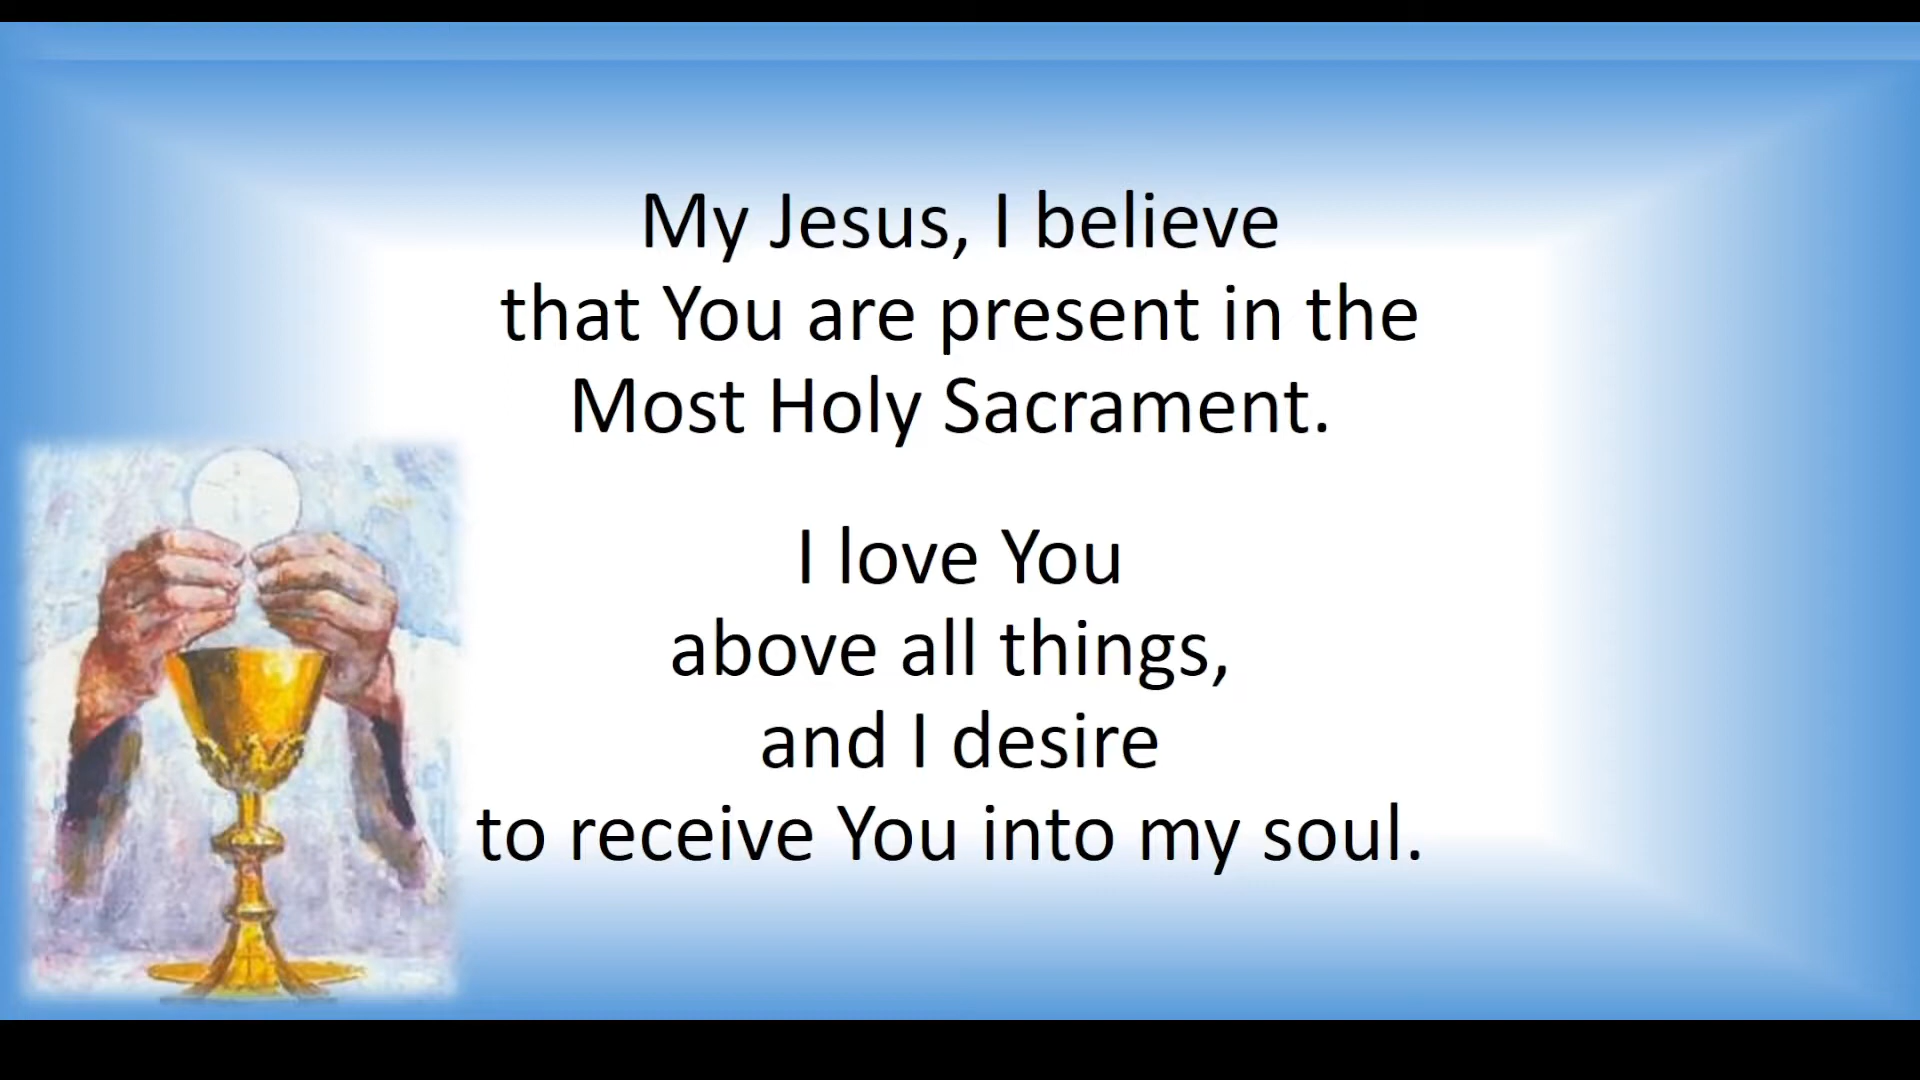 My Jesus, I believe
that You are present in the
Most Holy Sacrament.
I love You
above all things,
and I desire
to receive You into my soul.